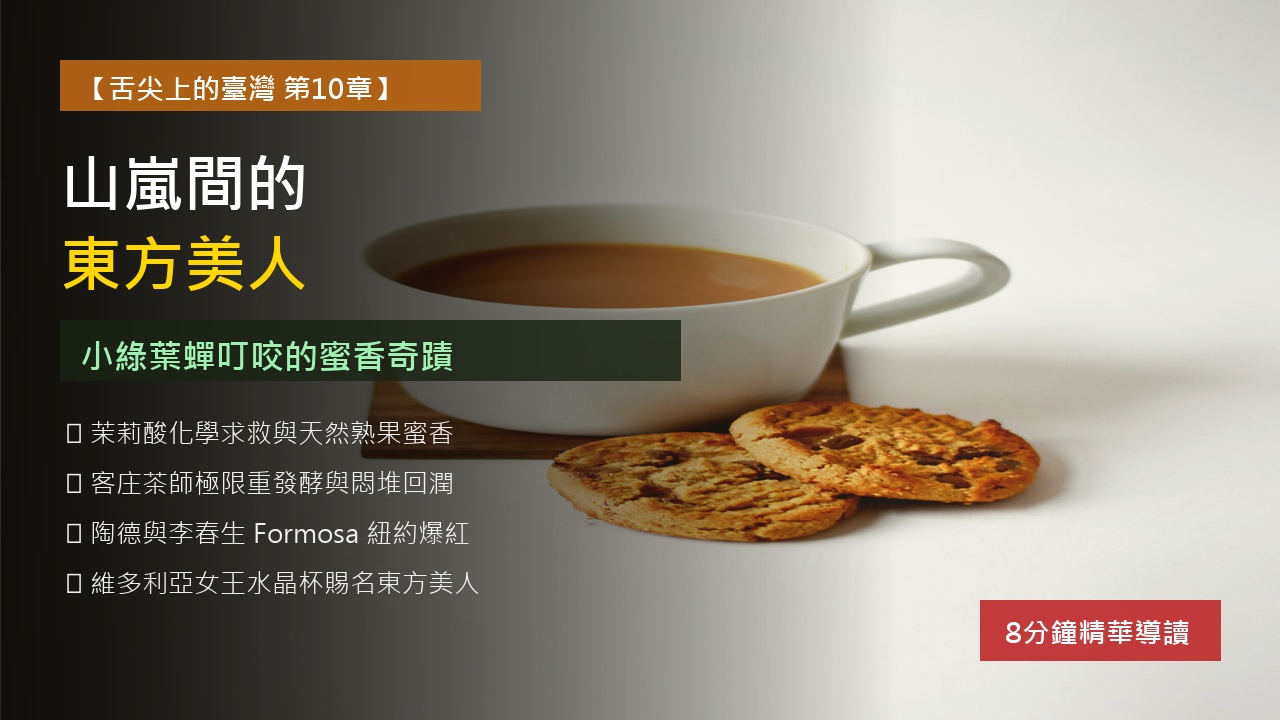 【舌尖上的臺灣 第10章】
山嵐間的
東方美人
小綠葉蟬叮咬的蜜香奇蹟
□ 茉莉酸化學求救與天然熟果蜜香
□ 客庄茶師極限重發酵與悶堆回潤
□ 陶德與李春生 Formosa 紐約爆紅
□ 維多利亞女王水晶杯賜名東方美人
8分鐘精華導讀